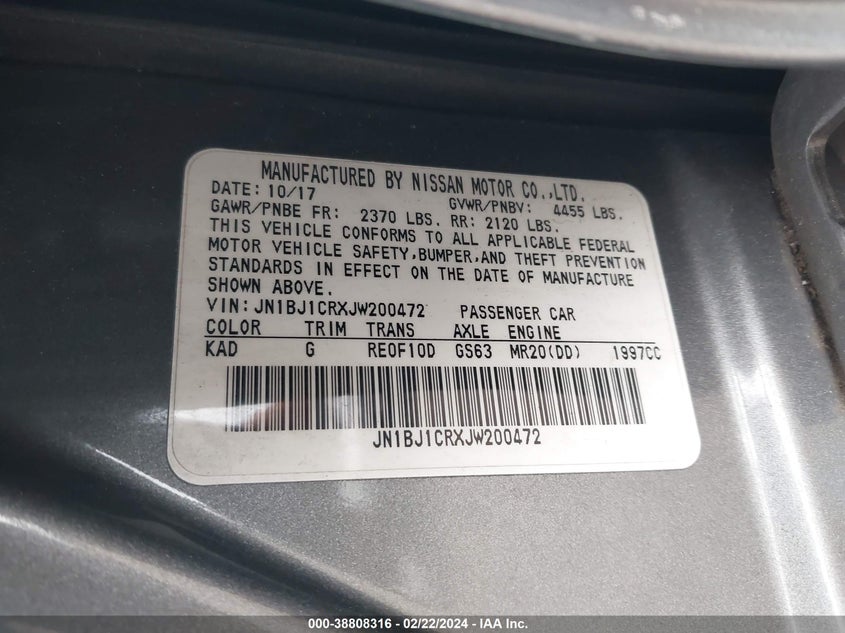 MANUFACTURED BY NISSAN MOTOR CO.,LTD.
DATE: 10/17 GVWR/PNBV: 4455 LBS.
GAWR/PNBE FR: 2370 LBS. RR: 2120 LBS.
THIS VEHICLE CONFORMS TO ALL APPLICABLE FEDERAL
MOTOR VEHICLE SAFETY,BUMPER,AND THEFT PREVENTION
STANDARDS IN EFFECT ON THE DATE OF MANUFACTURE
SHOWN ABOVE.
VIN: JN1BJ1CRXJW200472 PASSENGER CAR
COLOR TRIM TRANS AXLE ENGINE
KAD G RE0F10D GS63 MR20(DD) 1997CC
JN1BJ1CRXJW200472
000-38808316 - 02/22/2024 - IAA Inc.